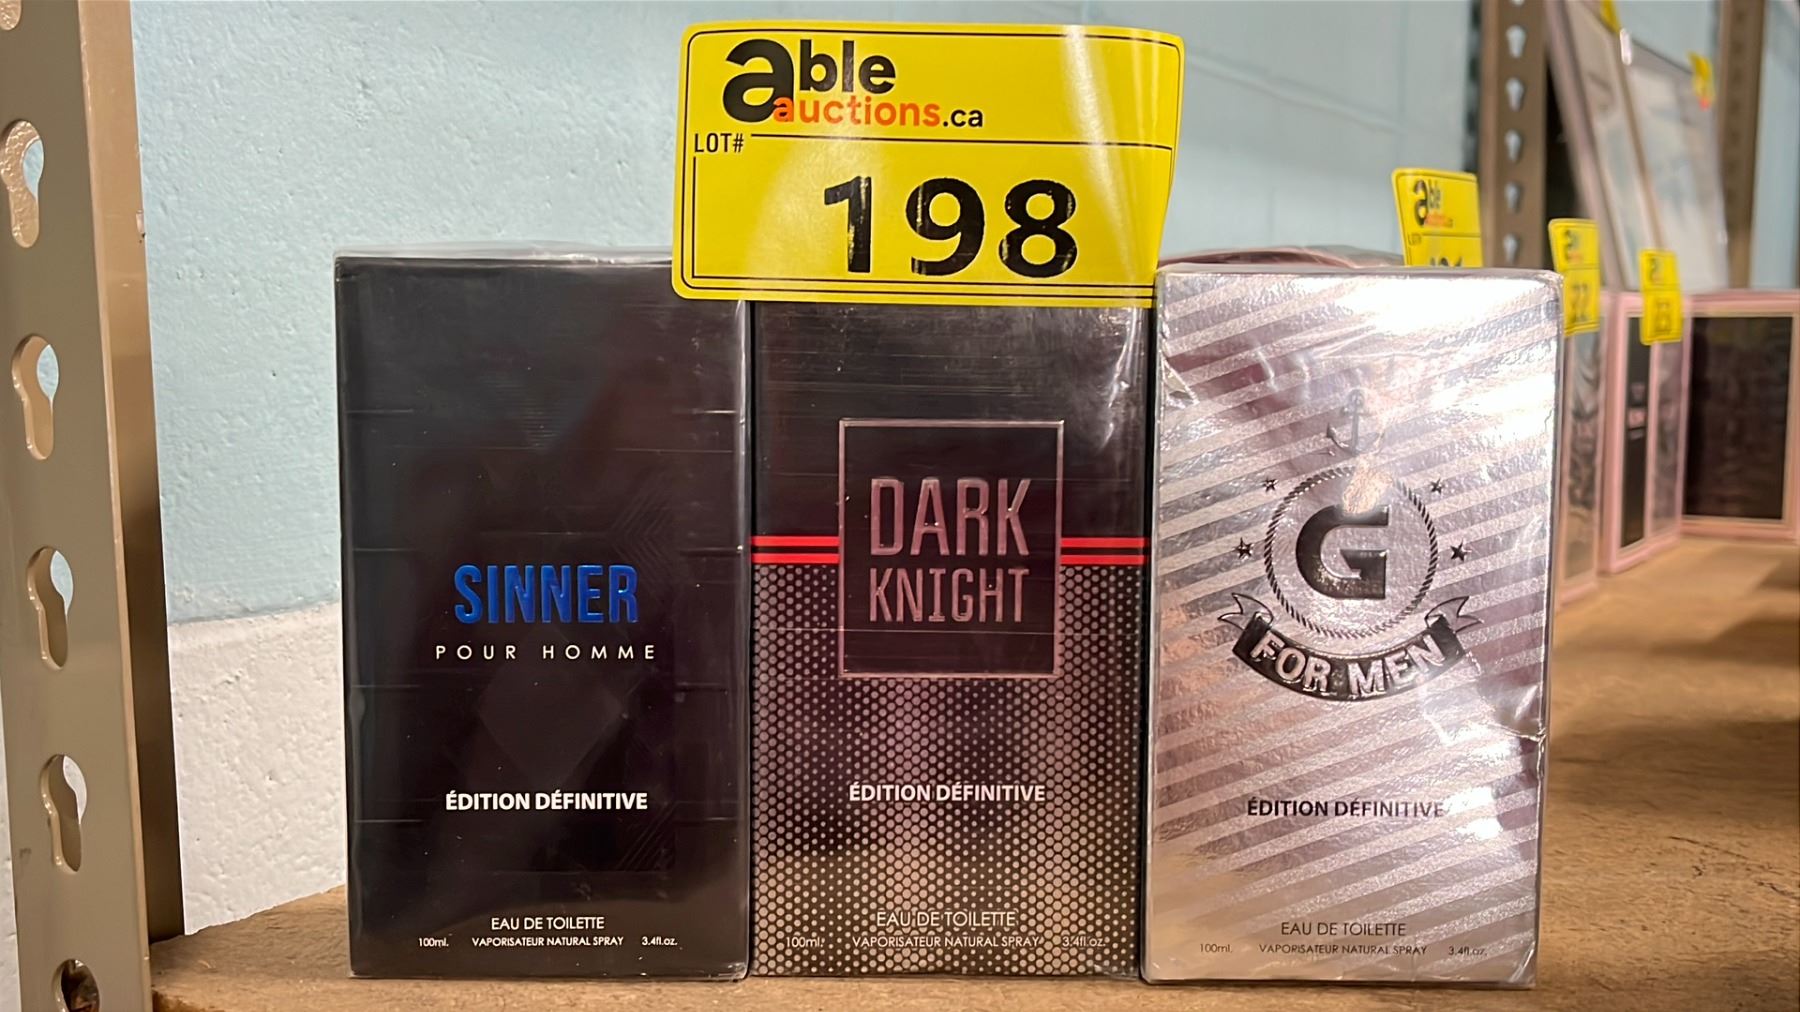 able
auctions.ca
LOT#
198
SINNER
POUR HOMME
ÉDITION DÉFINITIVE
EAU DE TOILETTE
100ml. VAPORISATEUR NATURAL SPRAY 3.4fl.oz.
DARK
KNIGHT
ÉDITION DÉFINITIVE
EAU DE TOILETTE
100ml. VAPORISATEUR NATURAL SPRAY 3.4fl.oz.
G
FOR MEN
ÉDITION DÉFINITIVE
EAU DE TOILETTE
100ml. VAPORISATEUR NATURAL SPRAY 3.4fl.oz.
able